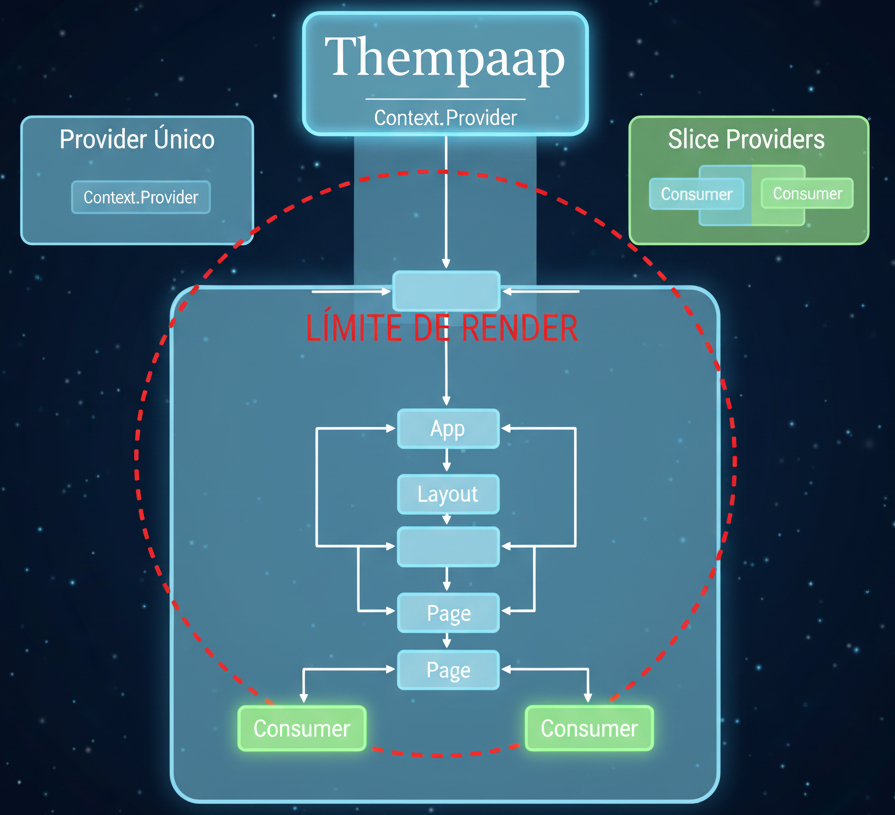 Thempaap
Context.Provider
Provider Único
Context.Provider
Slice Providers
Consumer
Consumer
LÍMITE DE RENDER
App
Layout
Page
Page
Consumer
Consumer